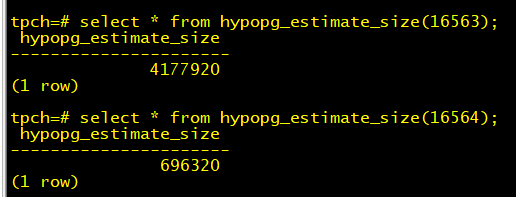 tpch=# select * from hypopg_estimate_size(16563);
hypopg_estimate_size
----------------------
4177920
(1 row)
tpch=# select * from hypopg_estimate_size(16564);
hypopg_estimate_size
----------------------
696320
(1 row)